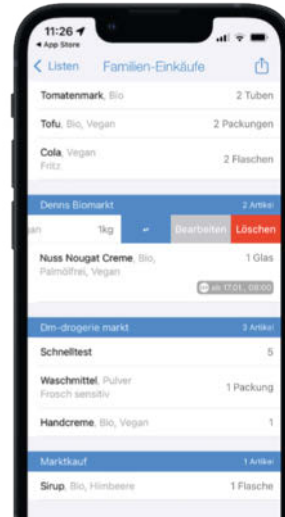 11:26
App Store
Listen Familien-Einkäufe
Tomatenmark, Bio 2 Tuben
Tofu, Bio, Vegan 2 Packungen
Cola, Vegan 2 Flaschen
Fritz
Denns Biomarkt 2 Artikel
an 1kg Bearbeiten Löschen
Nuss Nougat Creme, Bio, 1 Glas
Palmölfrei, Vegan
ab 17.01., 08:00
Dm-drogerie markt 3 Artikel
Schnelltest 5
Waschmittel, Pulver 1 Packung
Frosch sensitiv
Handcreme, Bio, Vegan 1
Marktkauf 1 Artikel
Sirup, Bio, Himbeere 1 Flasche